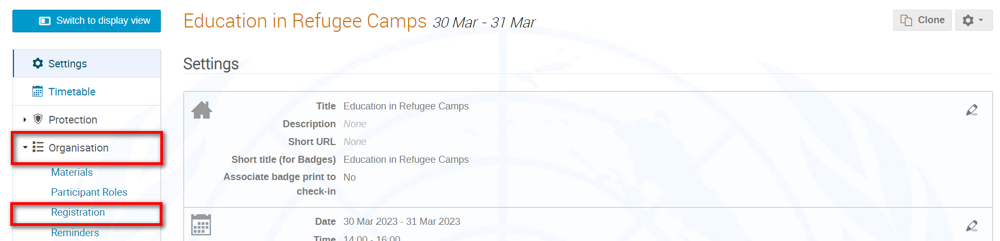 Switch to display view
Education in Refugee Camps 30 Mar - 31 Mar
Clone
Settings
Timetable
Protection
Organisation
Materials
Participant Roles
Registration
Reminders
Settings
Title Education in Refugee Camps
Description None
Short URL None
Short title (for Badges) Education in Refugee Camps
Associate badge print to check-in No
Date 30 Mar 2023 - 31 Mar 2023
Time 14:00 - 16:00